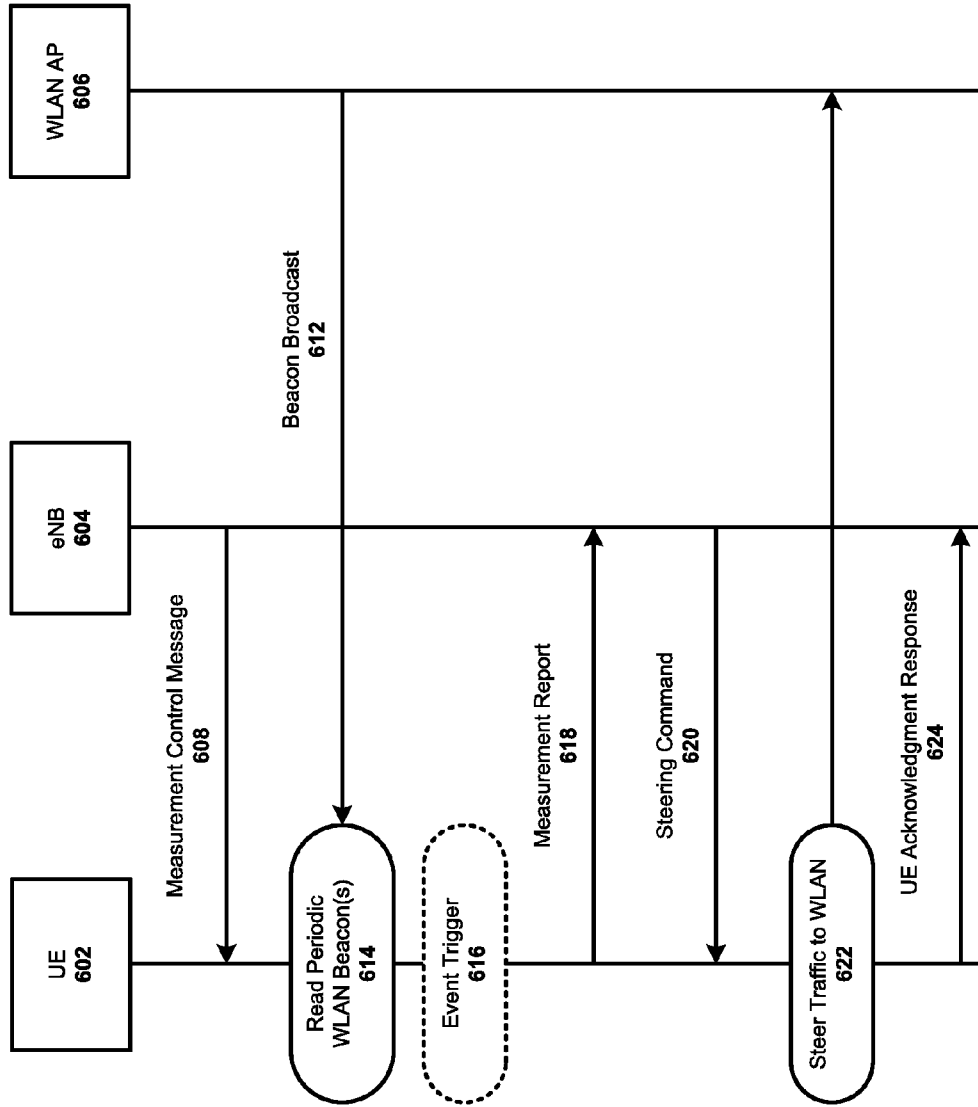 UE
602
eNB
604
WLAN AP
606
Measurement Control Message
608
Beacon Broadcast
612
Read Periodic
WLAN Beacon(s)
614
Event Trigger
616
Measurement Report
618
Steering Command
620
Steer Traffic to WLAN
622
UE Acknowledgment Response
624